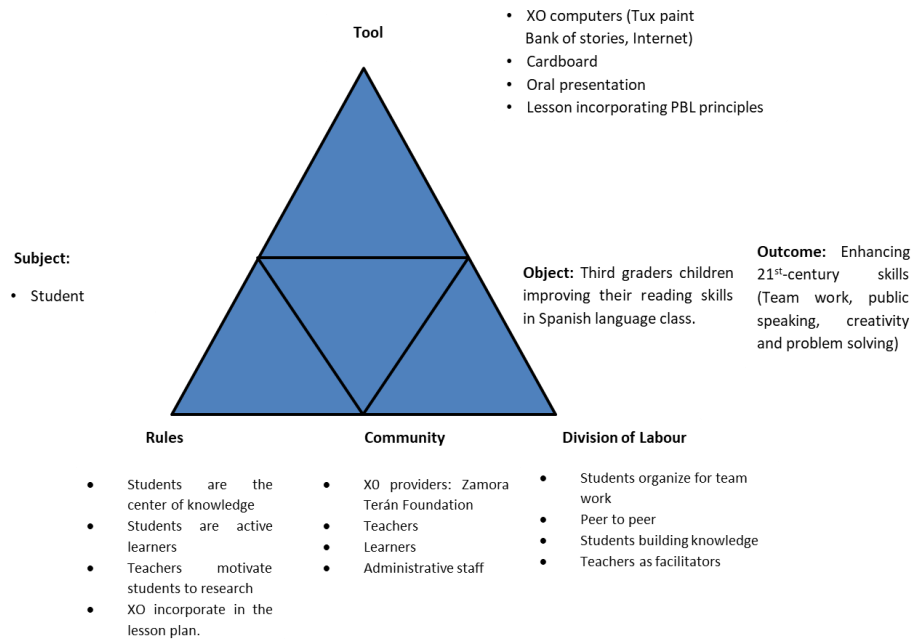 Tool
• XO computers (Tux paint
Bank of stories, Internet)
• Cardboard
• Oral presentation
• Lesson incorporating PBL principles
Subject:
• Student
Object: Third graders children
improving their reading skills
in Spanish language class.
Outcome: Enhancing
21st-century skills
(Team work, public
speaking, creativity
and problem solving)
Rules
● Students are the
center of knowledge
● Students are active
learners
● Teachers motivate
students to research
● XO incorporate in the
lesson plan.
Community
● X0 providers: Zamora
Terán Foundation
● Teachers
● Learners
● Administrative staff
Division of Labour
● Students organize for team
work
● Peer to peer
● Students building knowledge
● Teachers as facilitators